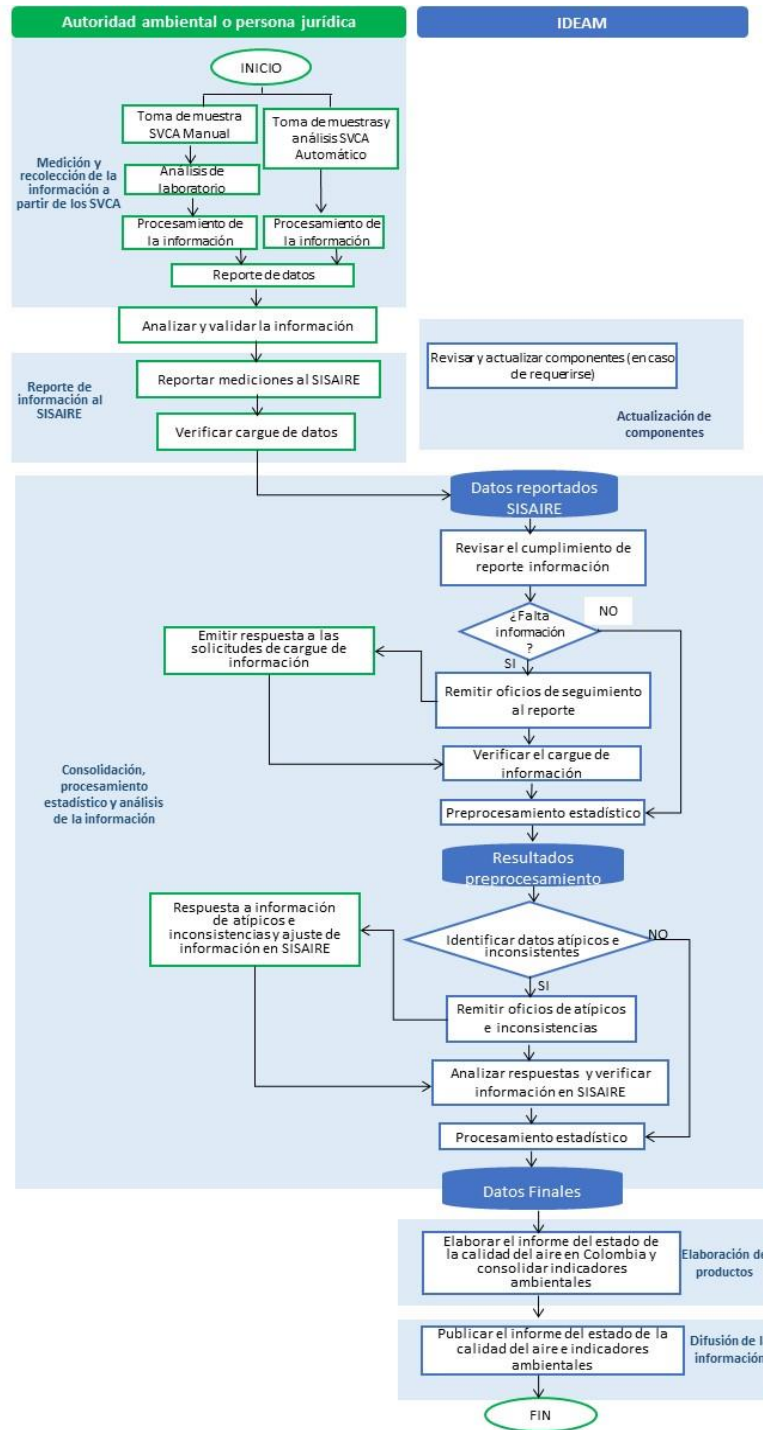 Autoridad ambiental o persona jurídica
IDEAM
INICIO
Toma de muestra
SVCA Manual
Toma de muestras y
análisis SVCA
Automático
Medición y
recolección de la
información a
partir de los SVCA
Análisis de
laboratorio
Procesamiento de
la información
Procesamiento de
la información
Reporte de datos
Analizar y validar la información
Revisar y actualizar componentes (en caso
de requerirse)
Actualización de
componentes
Reporte de
información al
SISAIRE
Reportar mediciones al SISAIRE
Verificar cargue de datos
Datos reportados
SISAIRE
Revisar el cumplimiento de
reporte información
¿Falta
información
?
NO
SI
Emitir respuesta a las
solicitudes de cargue de
información
Remitir oficios de seguimiento
al reporte
Verificar el cargue de
información
Consolidación,
procesamiento
estadístico y análisis
de la información
Preprocesamiento estadístico
Resultados
preprocesamiento
Respuesta a información
de atípicos e
inconsistencias y ajuste de
información en SISAIRE
Identificar datos atípicos e
inconsistentes
NO
SI
Remitir oficios de atípicos
e inconsistencias
Analizar respuestas y verificar
información en SISAIRE
Procesamiento estadístico
Datos Finales
Elaborar el informe del estado de
la calidad del aire en Colombia y
consolidar indicadores
ambientales
Elaboración de
productos
Publicar el informe del estado de la
calidad del aire e indicadores
ambientales
Difusión de l
información
FIN